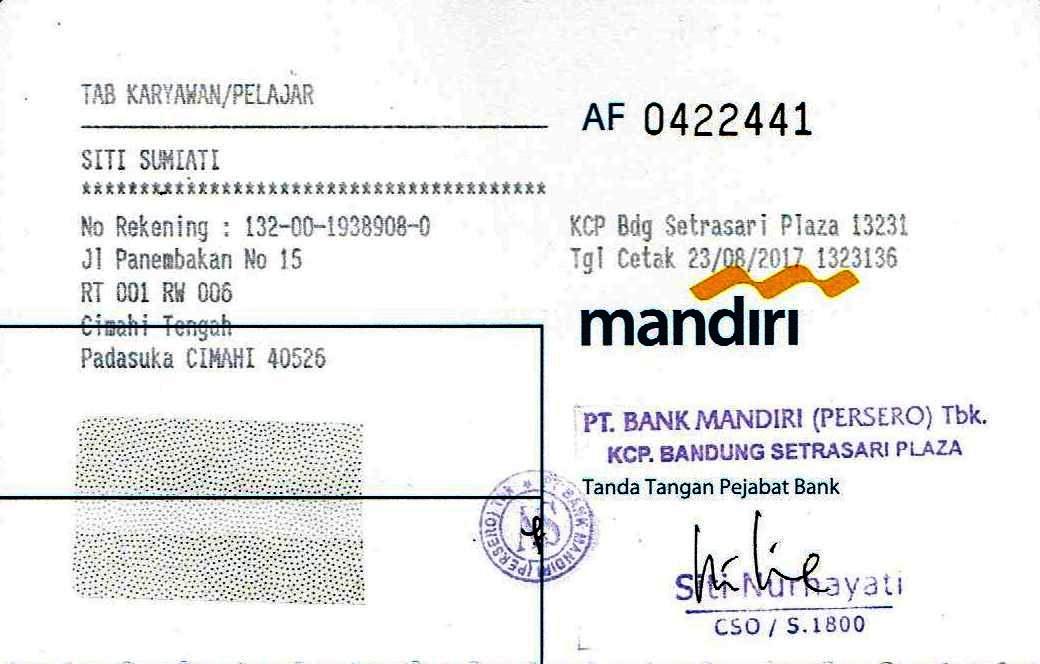 TAB KARYAWAN/PELAJAR
AF 0422441
SITI SUMIATI
****************************************
No Rekening : 132-00-1938908-0
Jl Panembakan No 15
RT 001 RW 006
Cimahi Tengah
Padasuka CIMAHI 40526
KCP Bdg Setrasari Plaza 13231
Tgl Cetak 23/08/2017 1323136
mandiri
PT. BANK MANDIRI (PERSERO) Tbk.
KCP. BANDUNG SETRASARI PLAZA
Tanda Tangan Pejabat Bank
PT BANK MANDIRI (PERSERO) Tbk
Siti Nurhayati
CSO / S.1800